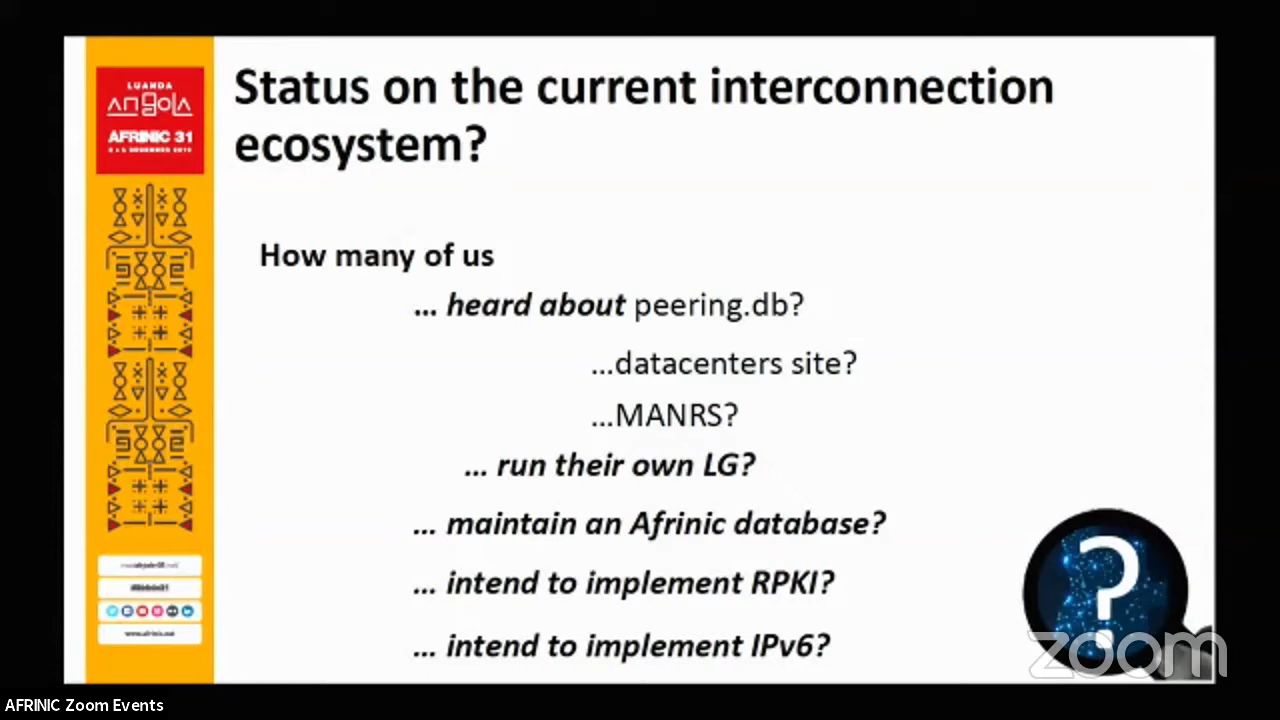 Status on the current interconnection
ecosystem?
LUANDA
angola
AFRINIC 31
How many of us
... heard about peering.db?
...datacenters site?
...MANRS?
... run their own LG?
... maintain an Afrinic database?
... intend to implement RPKI?
... intend to implement IPv6?
www.afrinic.net
zoom
AFRINIC Zoom Events